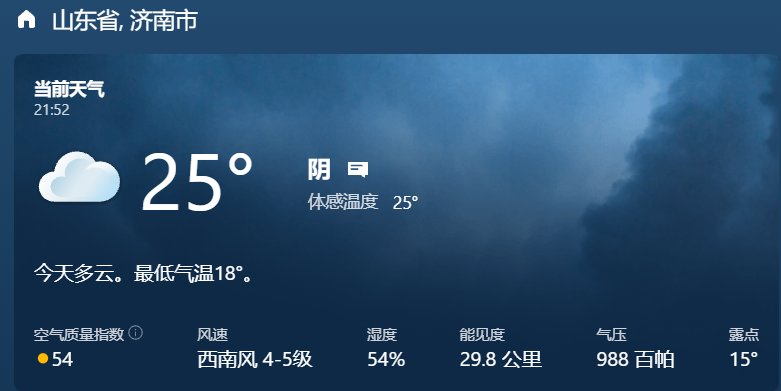 山东省, 济南市
当前天气
21:52
25°
阴
体感温度 25°
今天多云。最低气温18°。
空气质量指数 风速 湿度 能见度 气压 露点
54 西南风 4-5级 54% 29.8 公里 988 百帕 15°